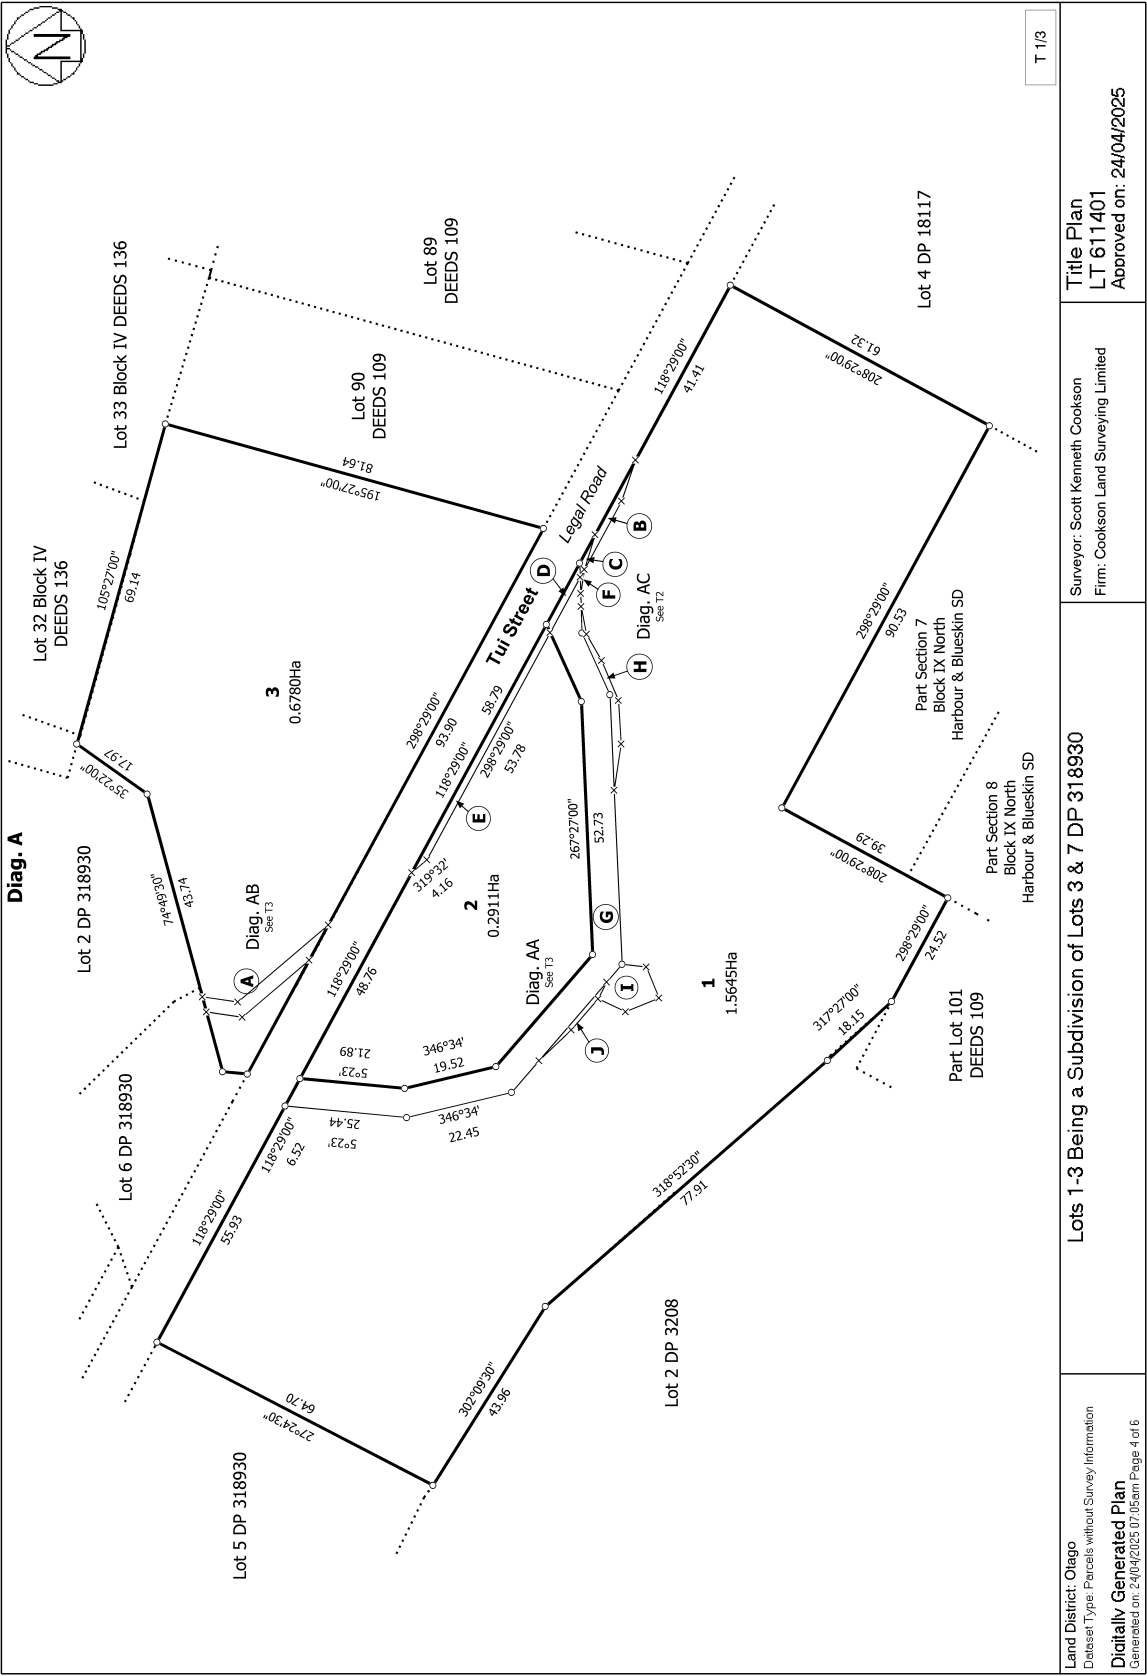 Diag. A
N
Lot 32 Block IV
DEEDS 136
Lot 33 Block IV DEEDS 136
105°27'00"
69.14
35°22'00"
17.97
Lot 2 DP 318930
74°49'30"
43.74
Diag. AB
See T3
A
3
0.6780Ha
195°27'00"
81.64
Lot 90
DEEDS 109
Lot 89
DEEDS 109
298°29'00"
93.90
Lot 6 DP 318930
Lot 5 DP 318930
27°24'30"
64.70
118°29'00"
55.93
118°29'00"
6.52
118°29'00"
48.76
118°29'00"
58.79
298°29'00"
53.78
Tui Street
Legal Road
118°29'00"
41.41
5°23'
25.44
5°23'
21.89
346°34'
19.52
346°34'
22.45
319°32'
4.16
E
D
2
0.2911Ha
Diag. AA
See T3
267°27'00"
52.73
G
I
J
H
F
C
B
Diag. AC
See T2
1
1.5645Ha
208°29'00"
61.32
Lot 4 DP 18117
298°29'00"
90.53
208°29'00"
39.29
298°29'00"
24.52
317°27'00"
18.15
318°52'30"
77.91
302°09'30"
43.96
Lot 2 DP 3208
Part Lot 101
DEEDS 109
Part Section 8
Block IX North
Harbour & Blueskin SD
Part Section 7
Block IX North
Harbour & Blueskin SD
T 1/3
Land District: Otago
Dataset Type: Parcels without Survey Information
Digitally Generated Plan
Generated on: 24/04/2025 07:05am Page 4 of 6
Lots 1-3 Being a Subdivision of Lots 3 & 7 DP 318930
Surveyor: Scott Kenneth Cookson
Firm: Cookson Land Surveying Limited
Title Plan
LT 611401
Approved on: 24/04/2025